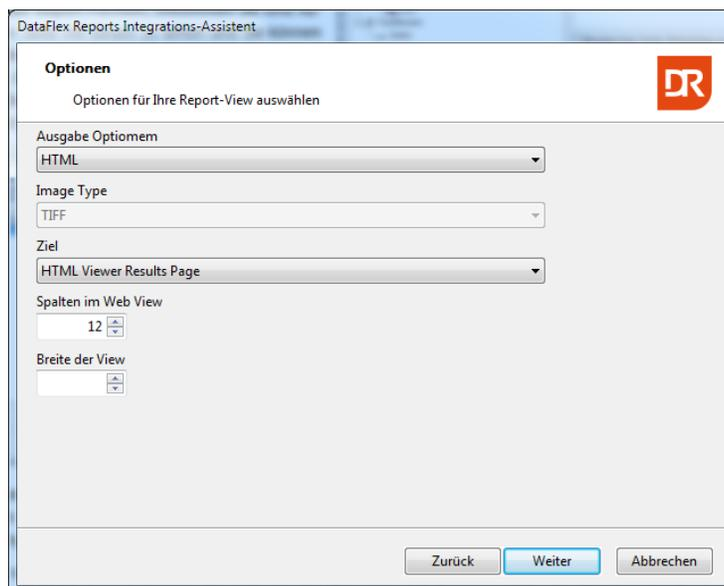 DataFlex Reports Integrations-Assistent
Optionen
Optionen für Ihre Report-View auswählen
DR
Ausgabe Optiomem
HTML
Image Type
TIFF
Ziel
HTML Viewer Results Page
Spalten im Web View
12
Breite der View
Zurück
Weiter
Abbrechen